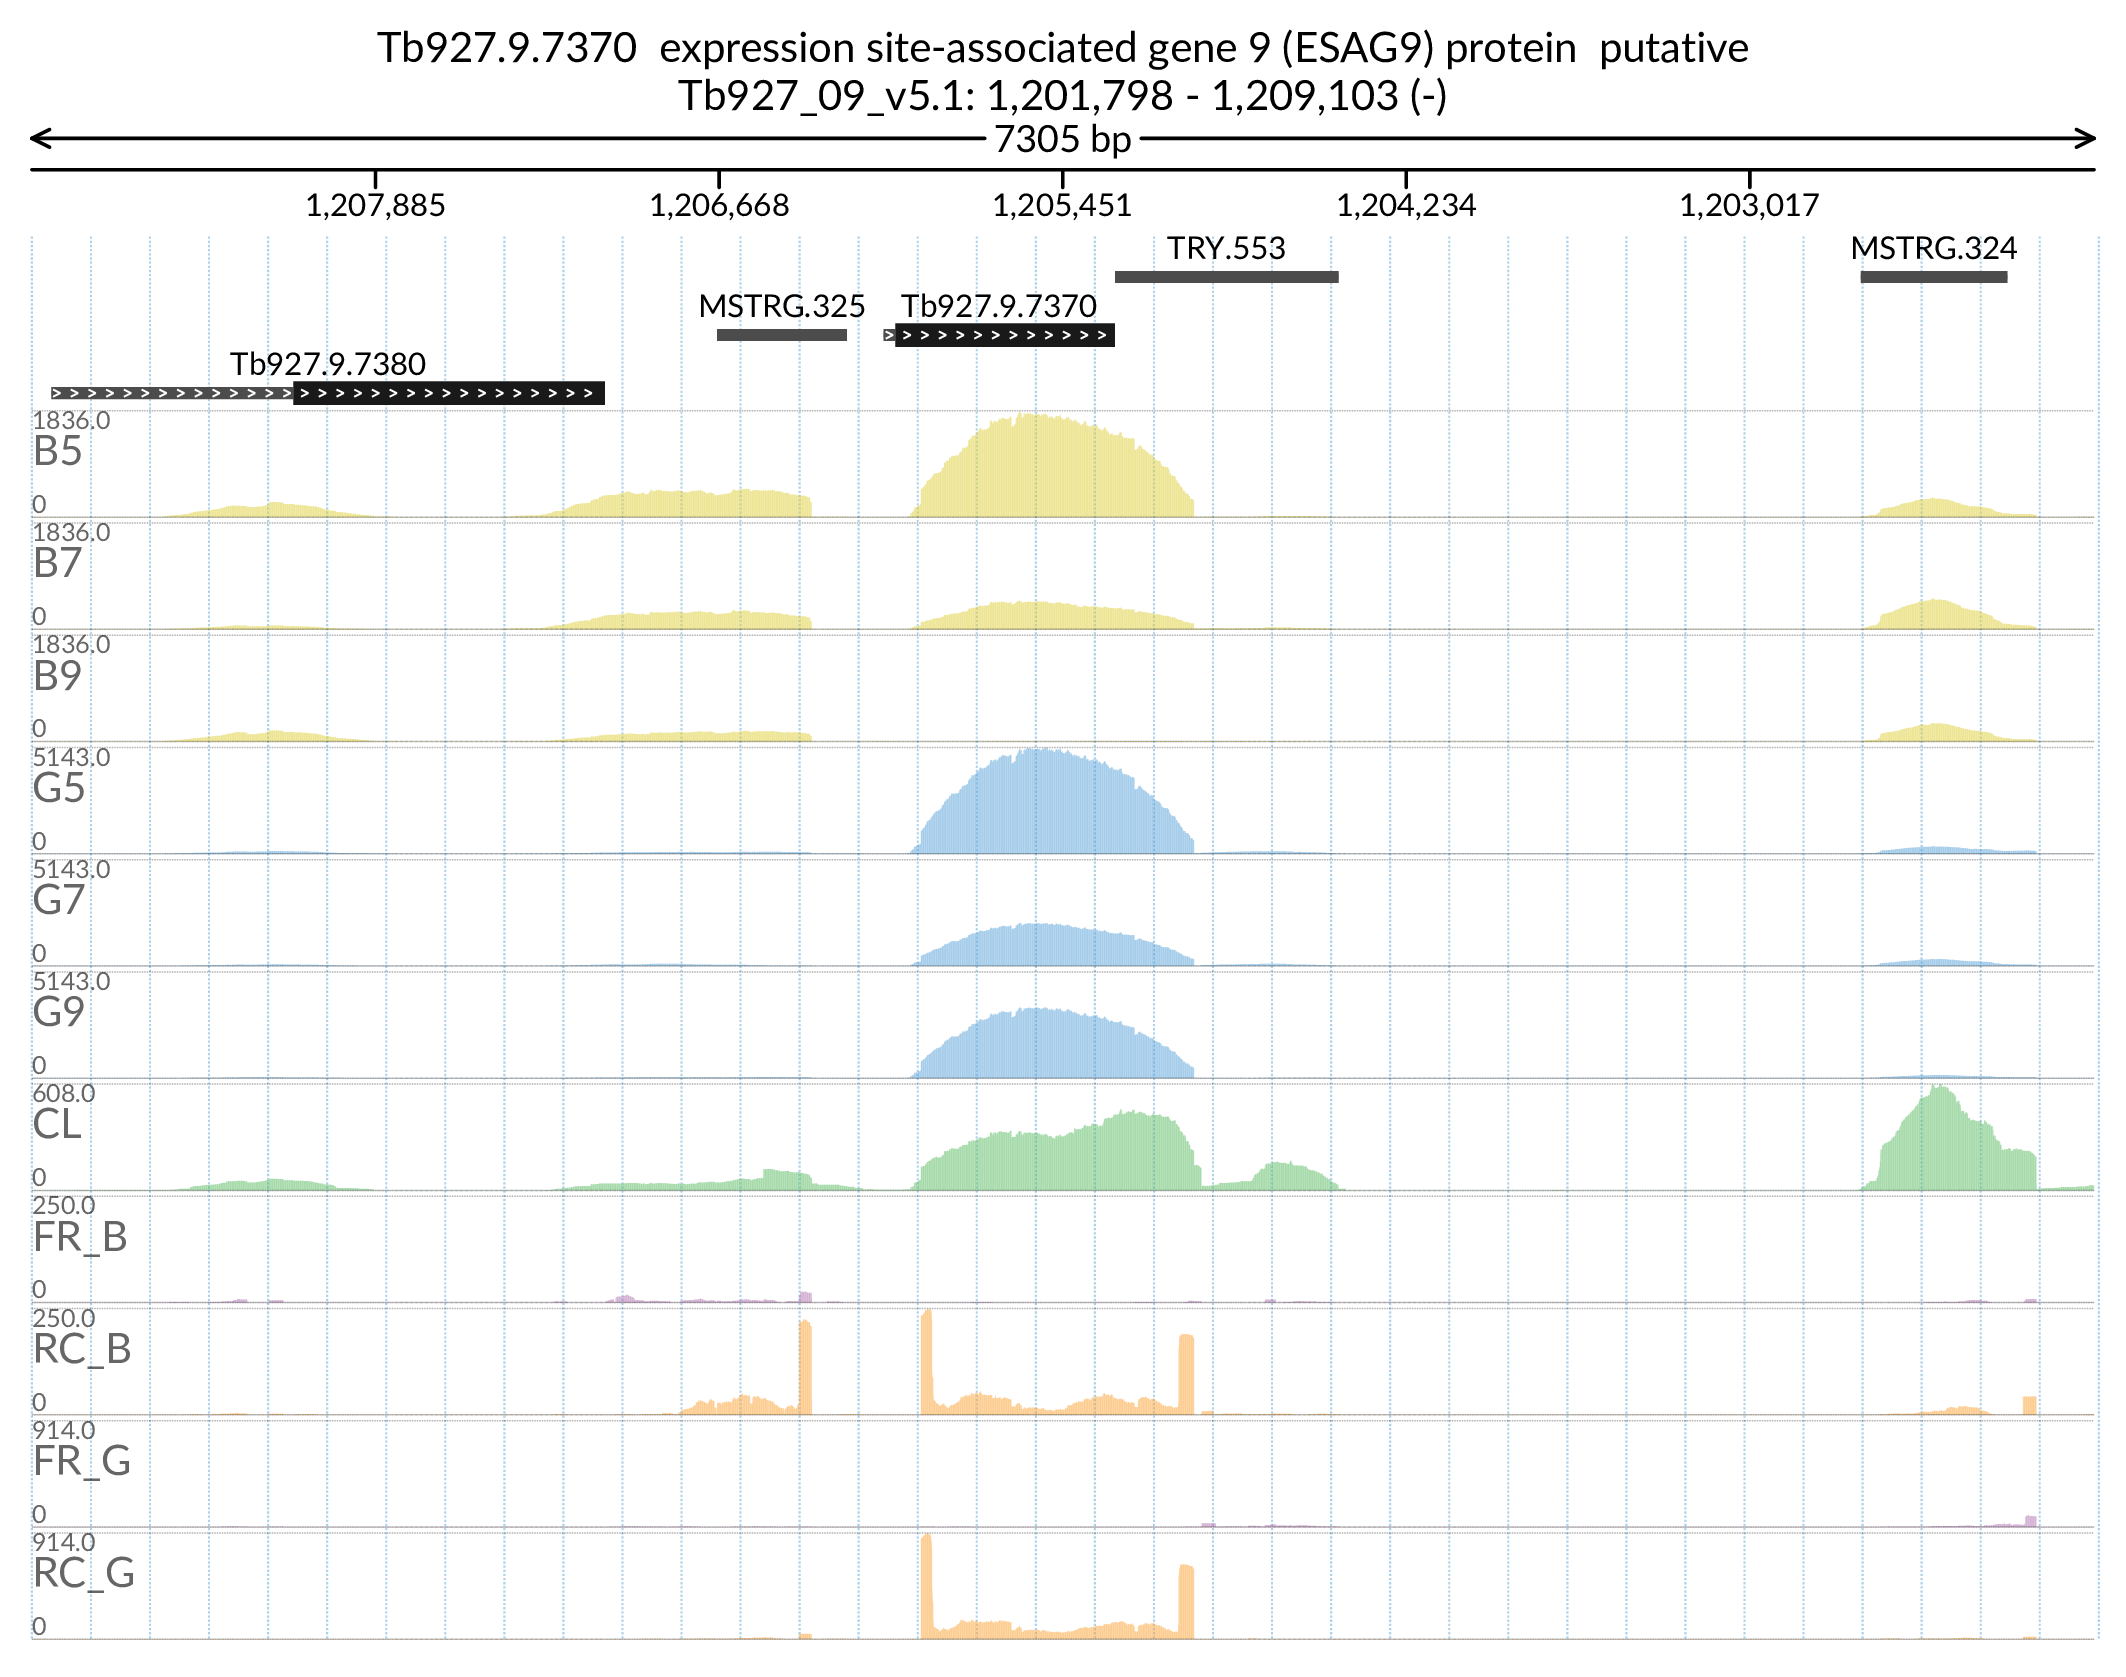 Tb927.9.7370  expression site-associated gene 9 (ESAG9) protein  putative
Tb927_09_v5.1: 1,201,798 - 1,209,103 (-)
7305 bp
1,207,885 1,206,668 1,205,451 1,204,234 1,203,017
TRY.553 MSTRG.324
MSTRG.325 Tb927.9.7370
Tb927.9.7380
1836.0
B5
0
1836.0
B7
0
1836.0
B9
0
5143.0
G5
0
5143.0
G7
0
5143.0
G9
0
608.0
CL
0
250.0
FR_B
0
250.0
RC_B
0
914.0
FR_G
0
914.0
RC_G
0